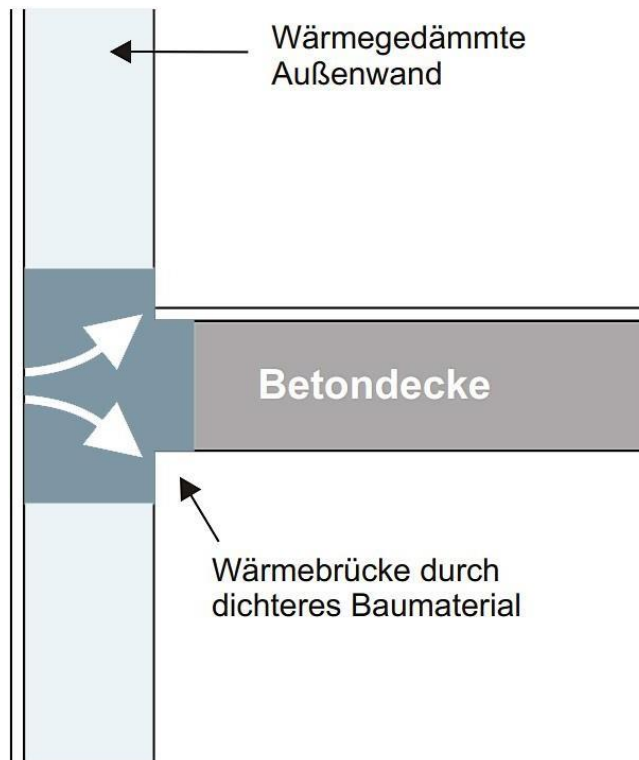 Wärmegedämmte
Außenwand
Betondecke
Wärmebrücke durch
dichteres Baumaterial